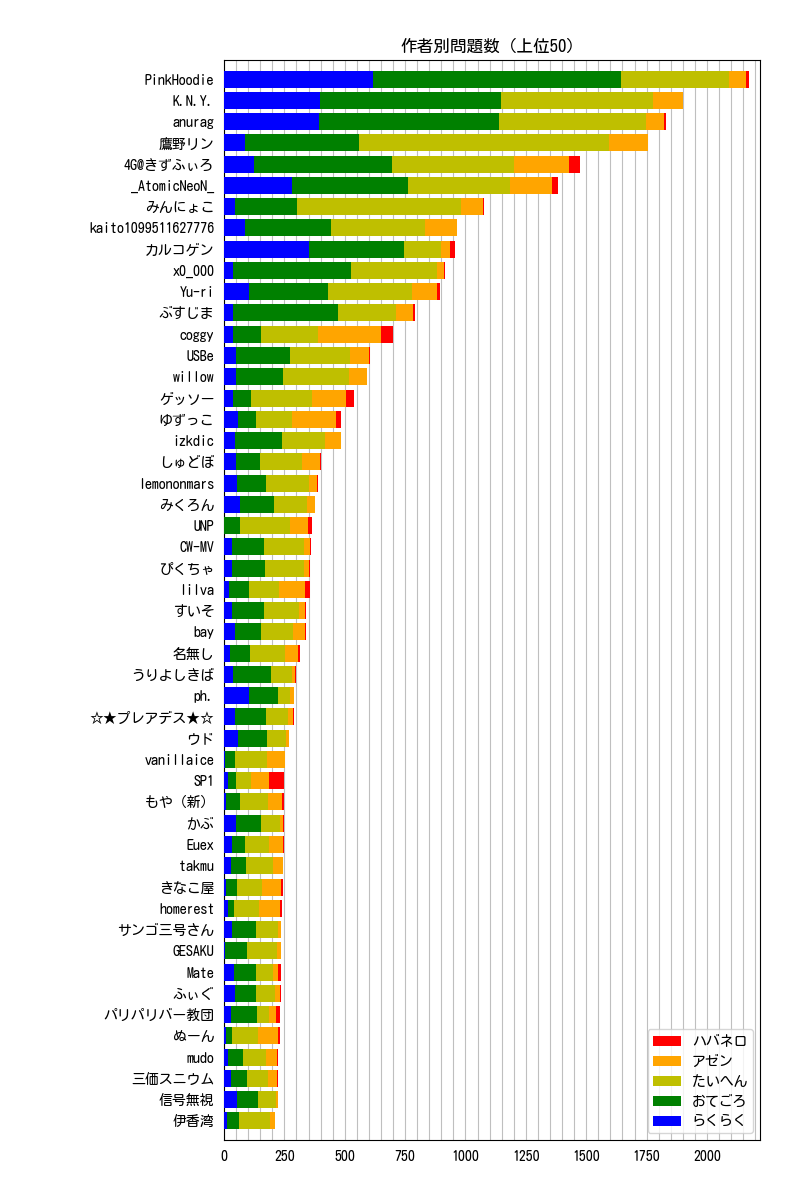 作者別問題数 (上位50)
PinkHoodie
K.N.Y.
anurag
鷹野リン
4G@きずふぃろ
_AtomicNeoN_
みんにょこ
kaito1099511627776
カルコゲン
x0_000
Yu-ri
ぶすじま
coggy
USBe
willow
ゲッソー
ゆずっこ
izkdic
しゅどぼ
lemononmars
みくろん
UNP
CW-MV
ぴくちゃ
lilva
すいそ
bay
名無し
うりよしきば
ph.
☆★プレアデス★☆
ウド
vanillaice
SP1
もや (新)
かぶ
Euex
takmu
きなこ屋
homerest
サンゴ三号さん
GESAKU
Mate
ふぃぐ
パリパリバー教団
ぬーん
mudo
三価スニウム
信号無視
伊香湾
ハバネロ
アゼン
たいへん
おてごろ
らくらく
0 250 500 750 1000 1250 1500 1750 2000